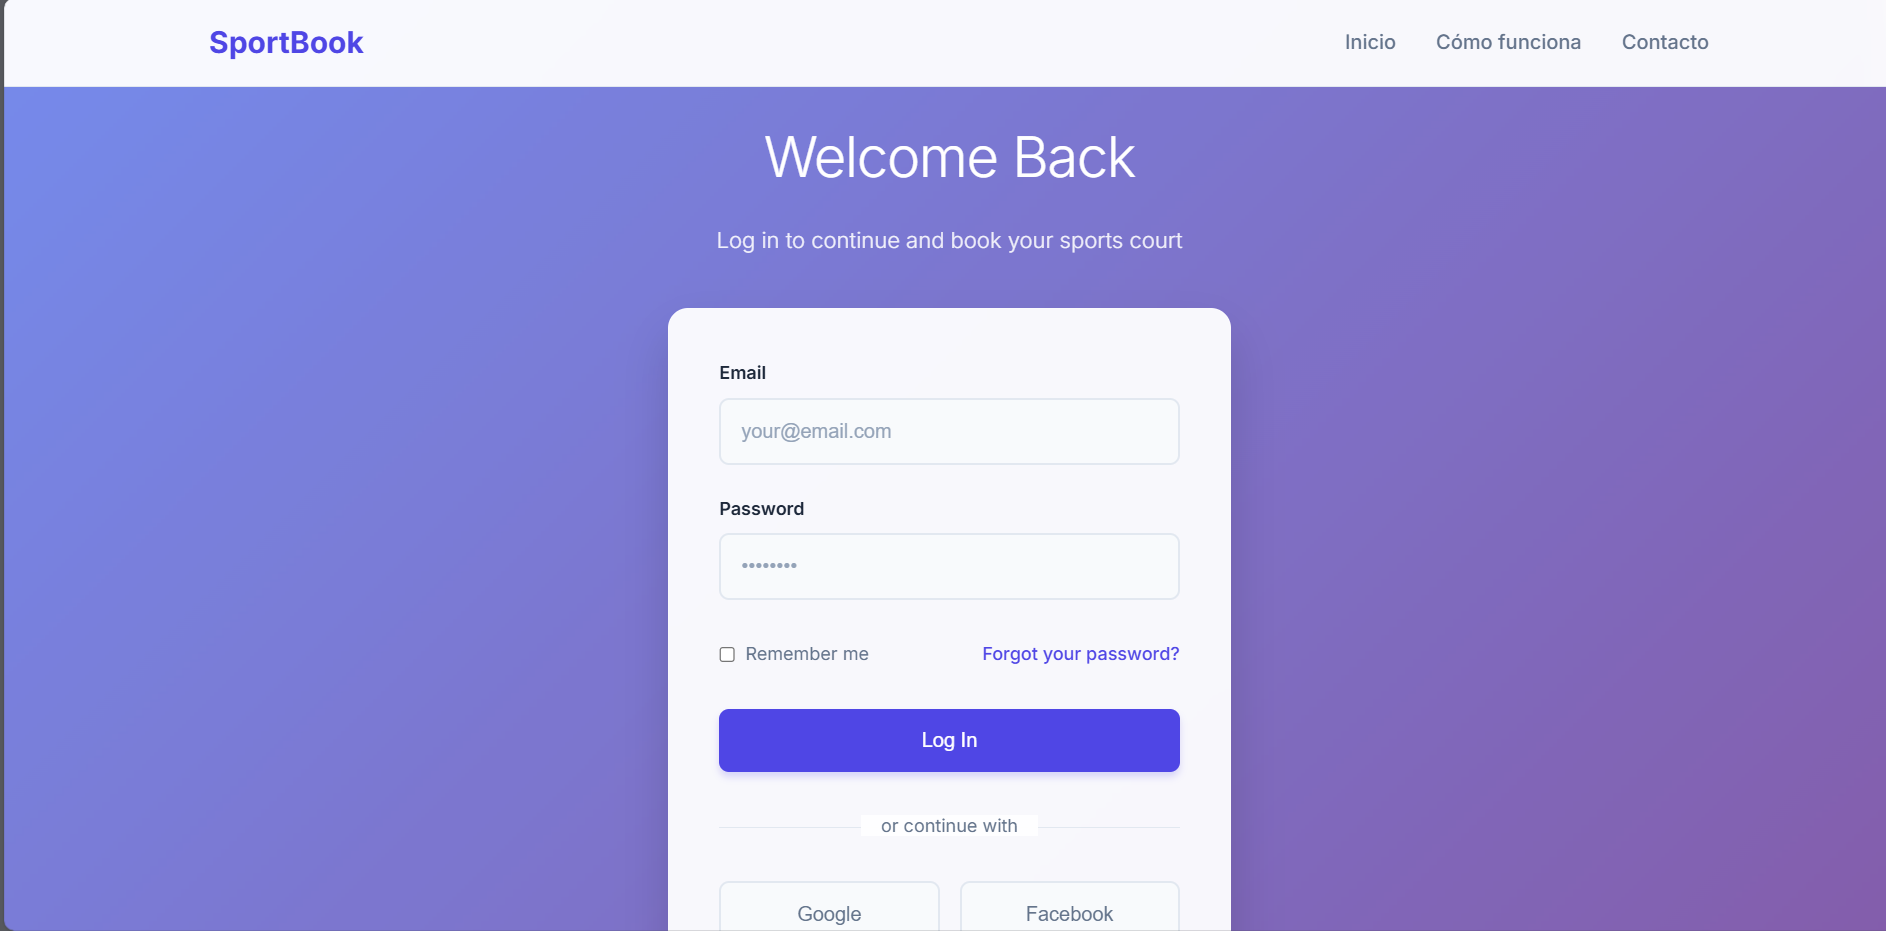 SportBook
Inicio Cómo funciona Contacto
Welcome Back
Log in to continue and book your sports court
Email
your@email.com
Password
••••••••
Remember me Forgot your password?
Log In
or continue with
Google Facebook